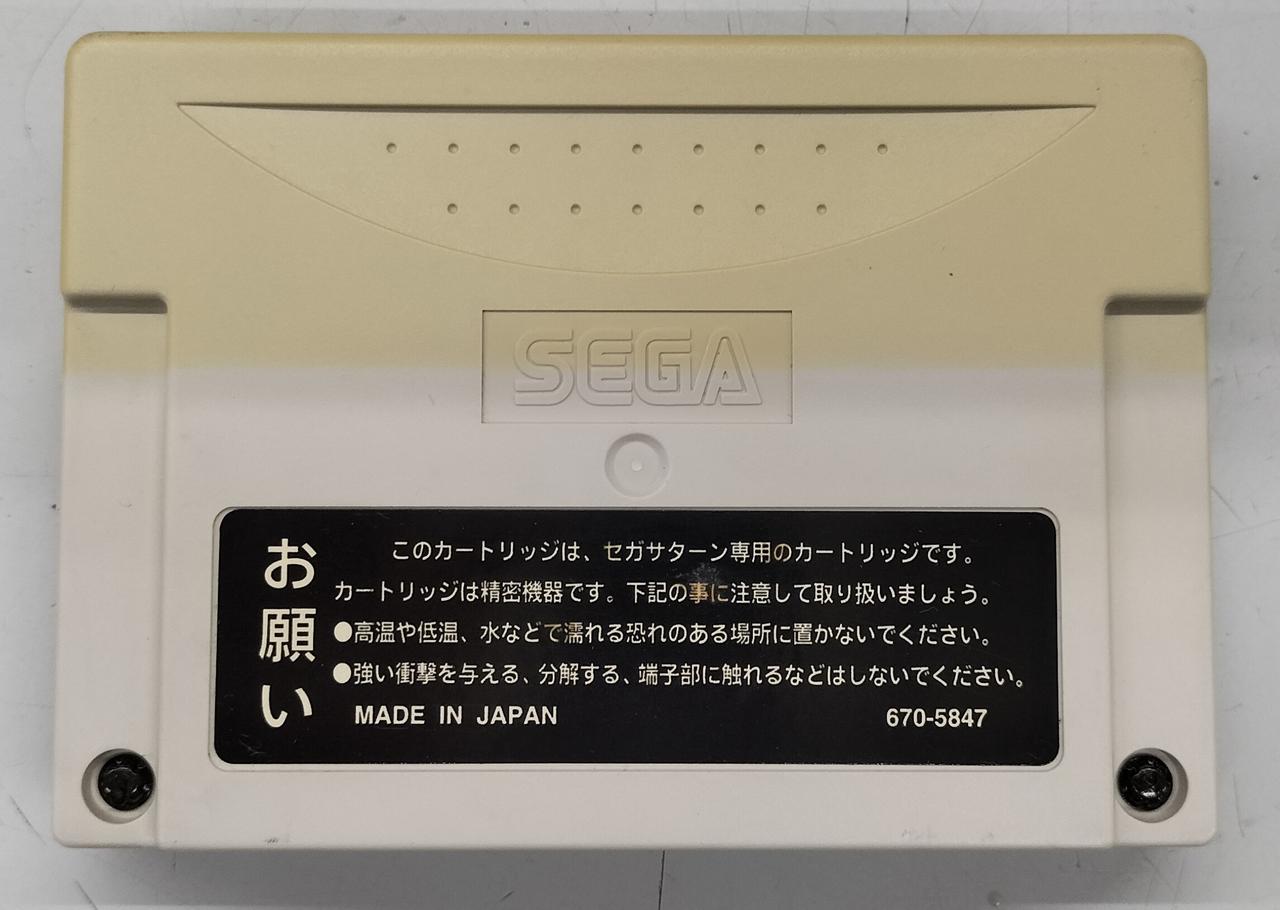 SEGA
お願い
このカートリッジは、セガサターン専用のカートリッジです。
カートリッジは精密機器です。下記の事に注意して取り扱いましょう。
●高温や低温、水などで濡れる恐れのある場所に置かないでください。
●強い衝撃を与える、分解する、端子部に触れるなどはしないでください。
MADE IN JAPAN 670-5847